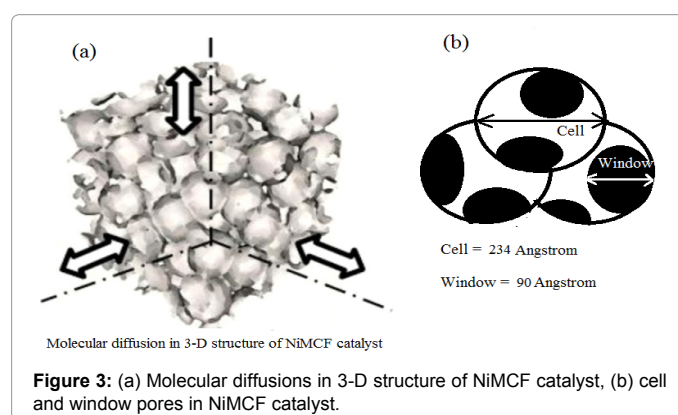 (a)
Molecular diffusion in 3-D structure of NiMCF catalyst
(b)
Cell
Window
Cell = 234 Angstrom
Window = 90 Angstrom
Figure 3: (a) Molecular diffusions in 3-D structure of NiMCF catalyst, (b) cell
and window pores in NiMCF catalyst.